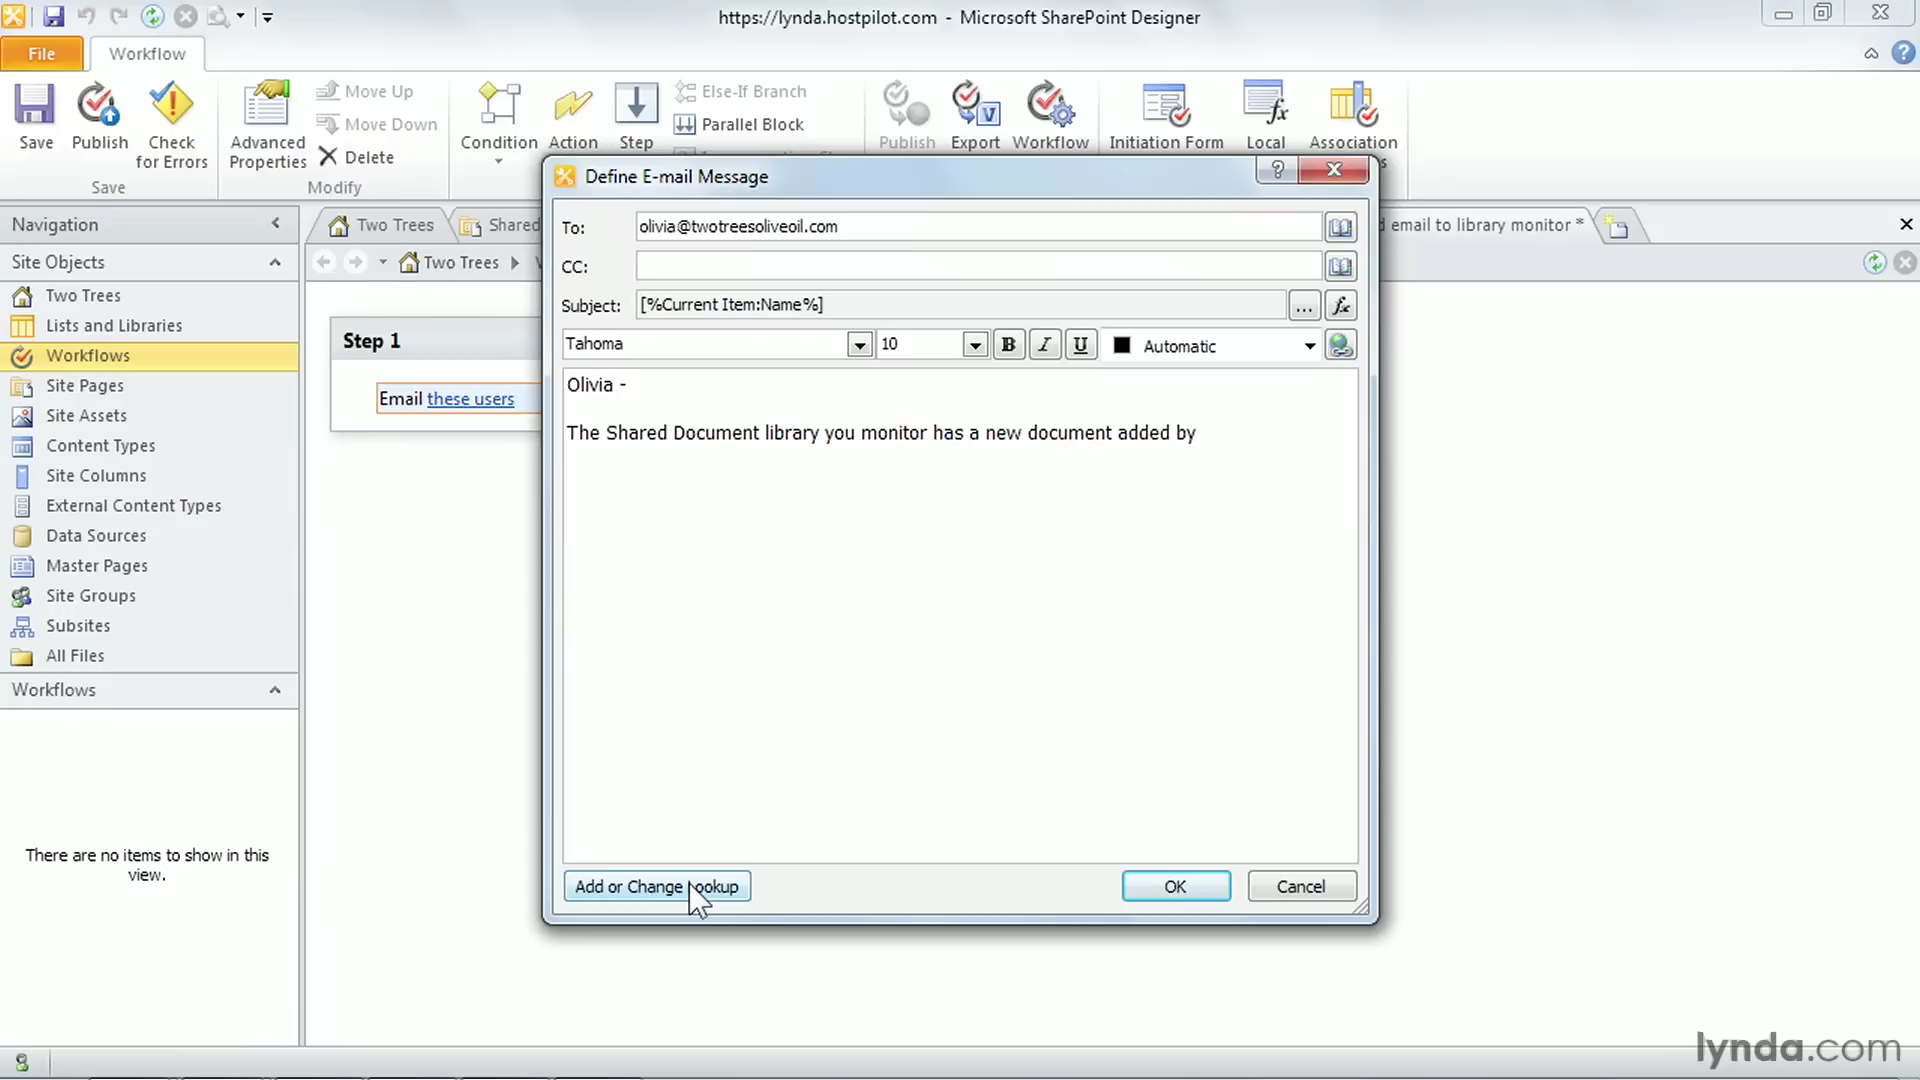 https://lynda.hostpilot.com - Microsoft SharePoint Designer
File
Workflow
Save
Publish
Check
for Errors
Save
Advanced
Properties
Move Up
Move Down
Delete
Modify
Condition
Action
Step
Else-If Branch
Parallel Block
Publish
Export
Workflow
Initiation Form
Local
Association
Navigation
Two Trees
Shared
d email to library monitor *
Site Objects
Two Trees
Two Trees
Lists and Libraries
Workflows
Site Pages
Site Assets
Content Types
Site Columns
External Content Types
Data Sources
Master Pages
Site Groups
Subsites
All Files
Workflows
There are no items to show in this
view.
Step 1
Email these users
Define E-mail Message
To:
olivia@twotreesoliveoil.com
CC:
Subject:
[%Current Item:Name%]
...
fx
Tahoma
10
B
I
U
Automatic
Olivia -
The Shared Document library you monitor has a new document added by
Add or Change Lookup
OK
Cancel
lynda.com